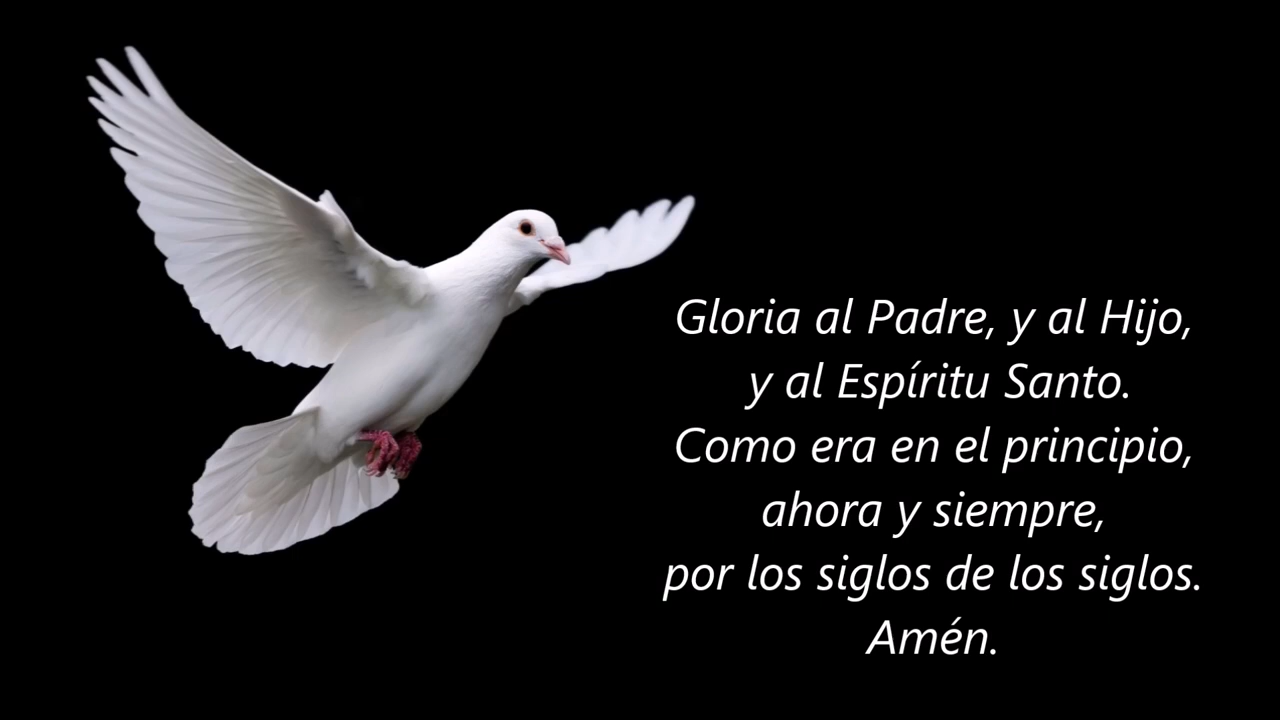 Gloria al Padre, y al Hijo,
y al Espíritu Santo.
Como era en el principio,
ahora y siempre,
por los siglos de los siglos.
Amén.